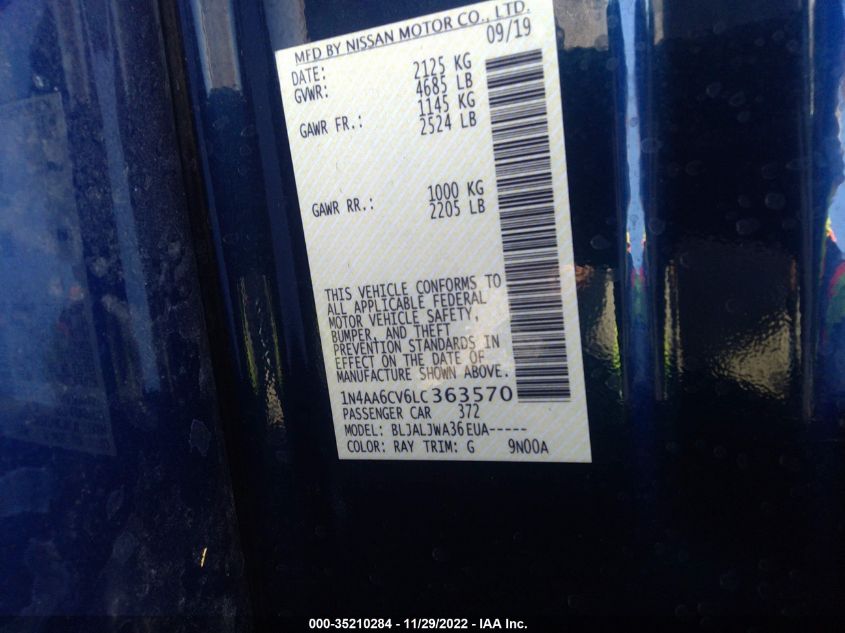 MFD BY NISSAN MOTOR CO., LTD.
DATE: 09/19
GVWR: 2125 KG
4685 LB
GAWR FR.: 1145 KG
2524 LB
GAWR RR.: 1000 KG
2205 LB
THIS VEHICLE CONFORMS TO
ALL APPLICABLE FEDERAL
MOTOR VEHICLE SAFETY,
BUMPER, AND THEFT
PREVENTION STANDARDS IN
EFFECT ON THE DATE OF
MANUFACTURE SHOWN ABOVE.
1N4AA6CV6LC363570
PASSENGER CAR 372
MODEL: BLJALJWA36EUA-----
COLOR: RAY TRIM: G 9N00A
000-35210284 - 11/29/2022 - IAA Inc.